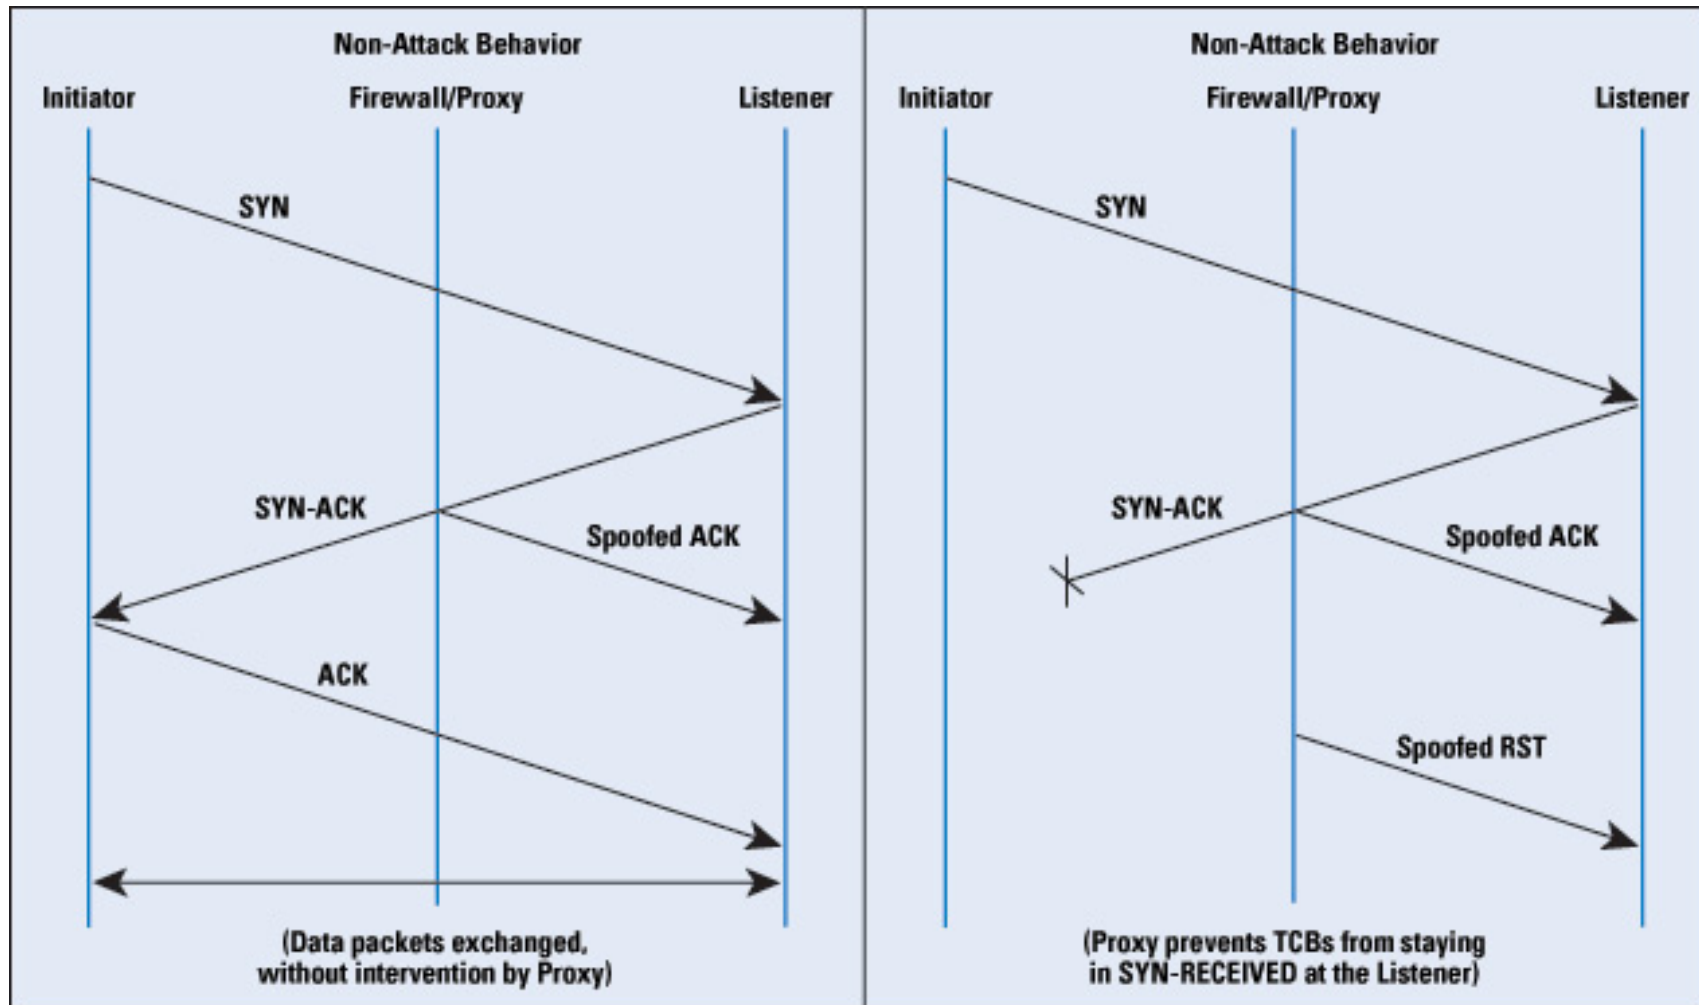 Non-Attack Behavior
Initiator
Firewall/Proxy
Listener
SYN
SYN-ACK
Spoofed ACK
ACK
(Data packets exchanged,
without intervention by Proxy)
Non-Attack Behavior
Initiator
Firewall/Proxy
Listener
SYN
SYN-ACK
Spoofed ACK
Spoofed RST
(Proxy prevents TCBs from staying
in SYN-RECEIVED at the Listener)